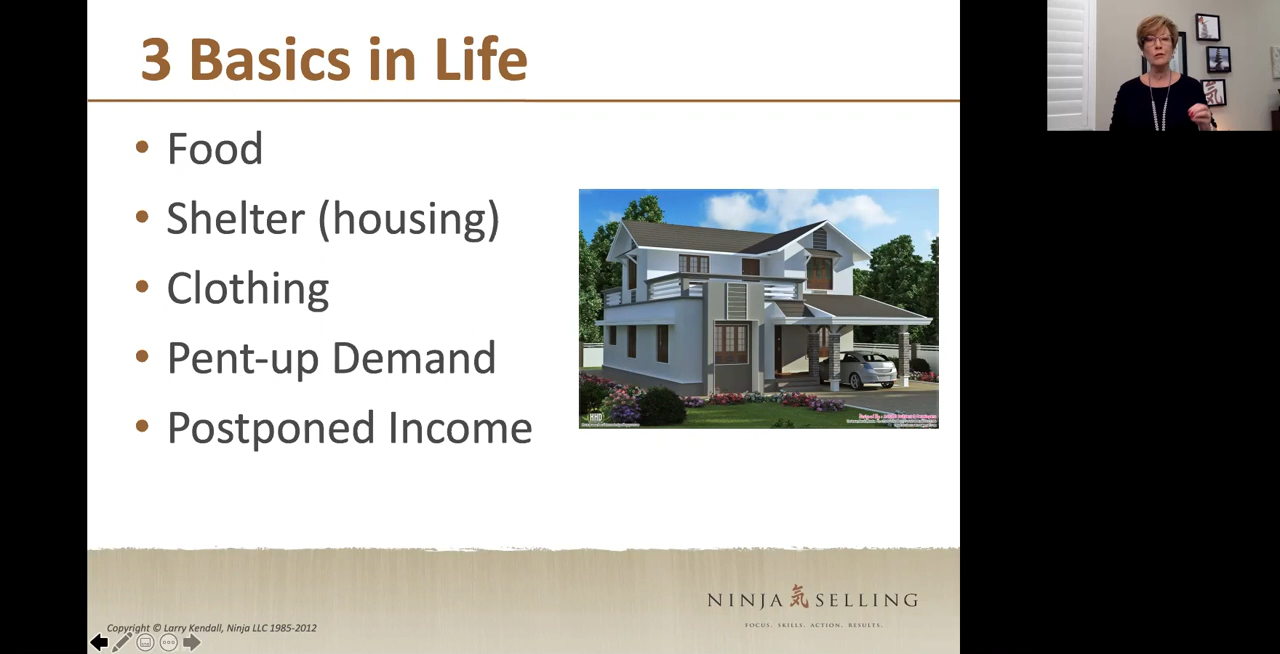 3 Basics in Life
• Food
• Shelter (housing)
• Clothing
• Pent-up Demand
• Postponed Income
HHD
NINJA 気 SELLING
FOCUS. SKILLS. ACTION. RESULTS.
Copyright © Larry Kendall, Ninja LLC 1985-2012